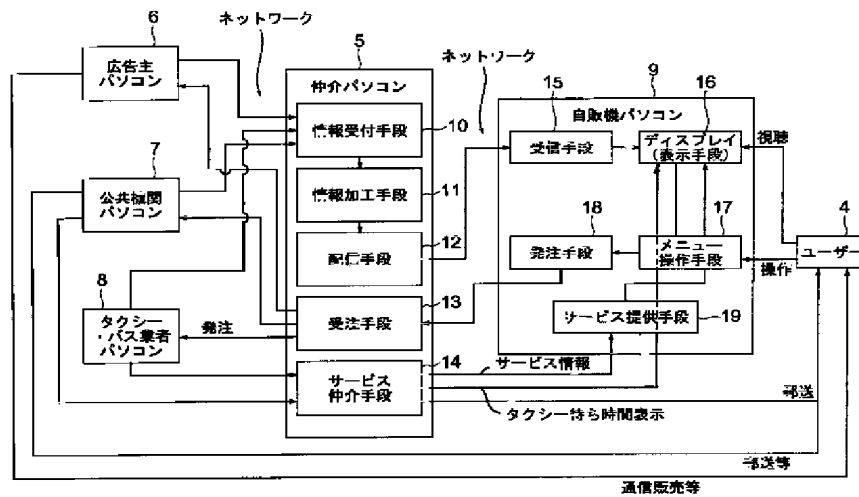 ネットワーク
6
広告主
パソコン
5
仲介パソコン
ネットワーク
9
自販機パソコン
15
16
情報受付手段
10
受信手段
ディスプレイ
(表示手段)
視聴
7
公共機関
パソコン
情報加工手段
11
18
17
4
配信手段
12
発注手段
メニュー
操作手段
ユーザー
操作
8
タクシー
・バス業者
パソコン
発注
受注手段
13
サービス提供手段
19
14
サービス
仲介手段
サービス情報
タクシー待ち時間表示
郵送
郵送等
通信販売等